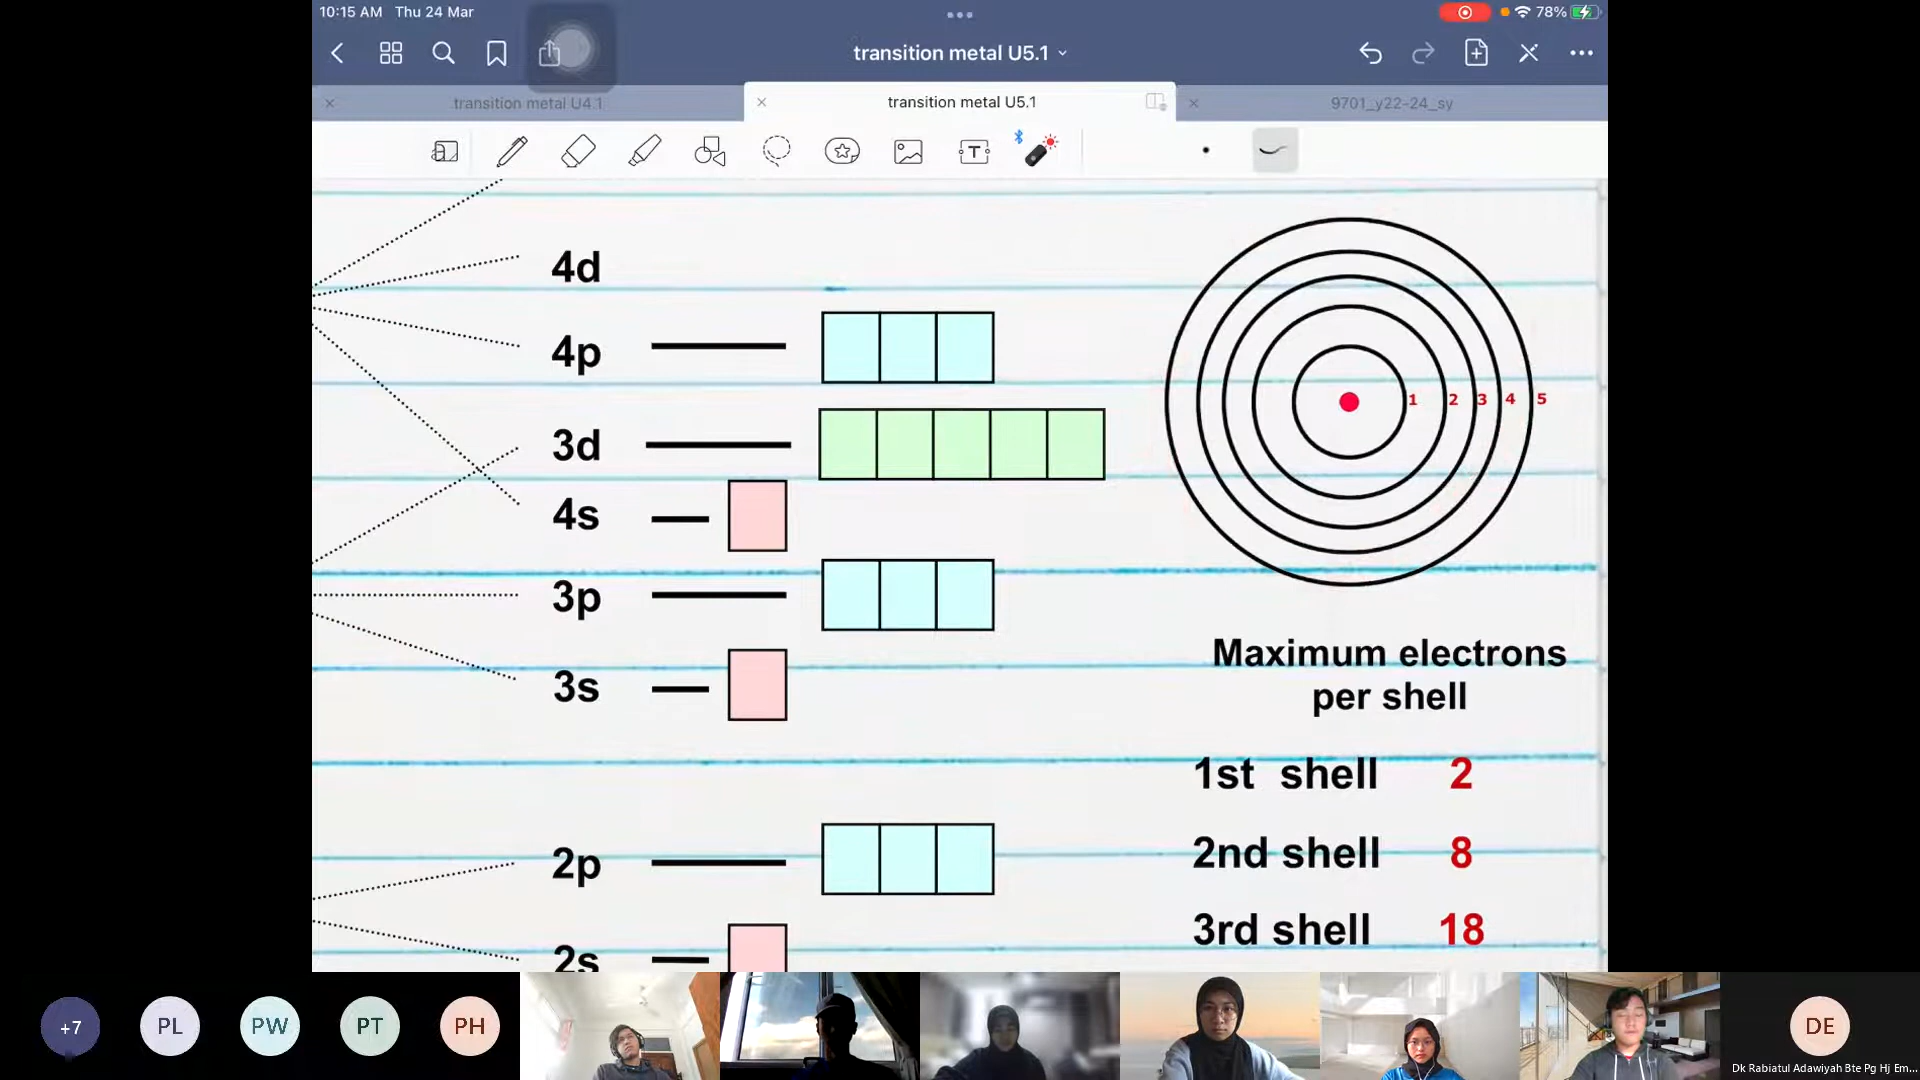 10:15 AM Thu 24 Mar
78%
transition metal U5.1
transition metal U4.1
transition metal U5.1
9701_y22-24_sy
a
T
4d
4p
3d
4s
3p
3s
2p
2s
1 2 3 4 5
Maximum electrons
per shell
1st shell 2
2nd shell 8
3rd shell 18
+7
PL
PW
PT
PH
DE
Dk Rabiatul Adawiyah Bte Pg Hj Em...